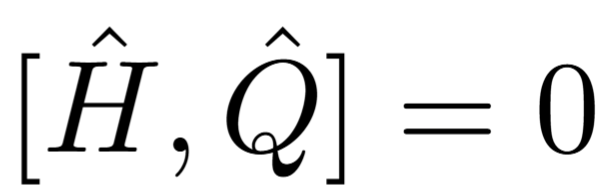 [Ĥ, Q̂] = 0